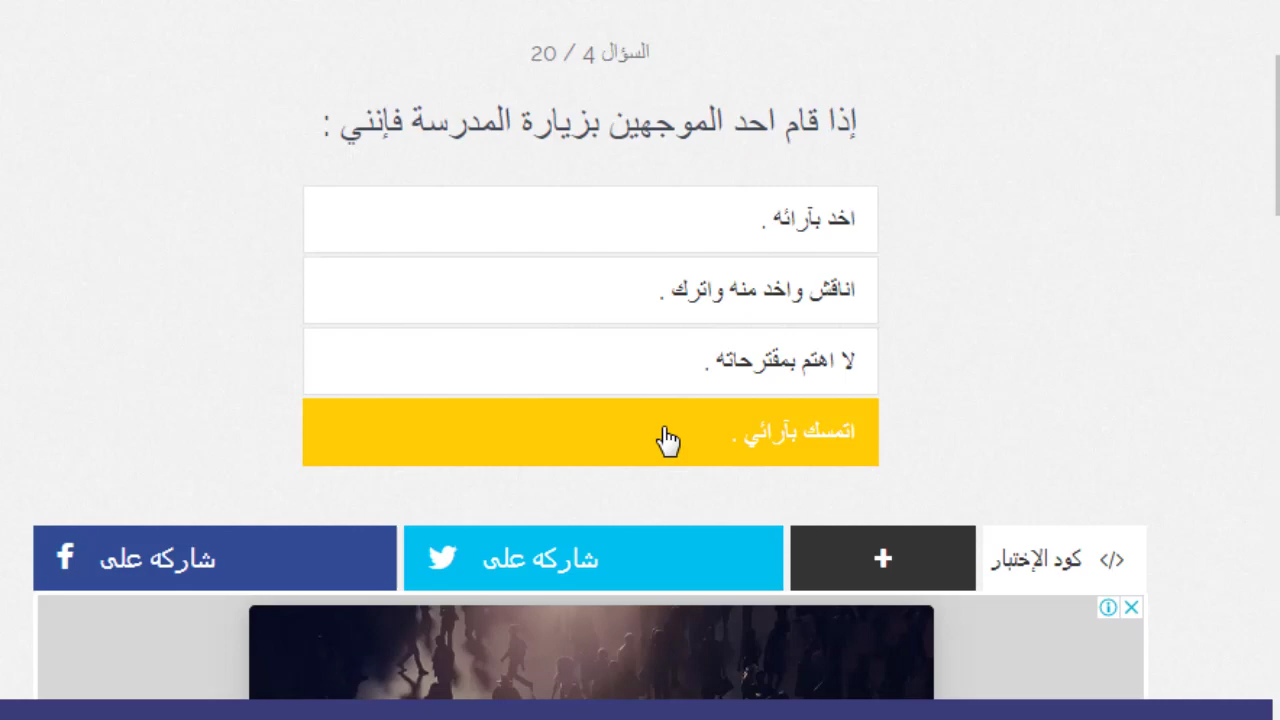 السؤال 4 / 20
إذا قام احد الموجهين بزيارة المدرسة فإنني :
اخد بآرائه .
اناقش واخد منه واترك .
لا اهتم بمقترحاته .
اتمسك بآرائي .
شاركه على
شاركه على
+
كود الإختبار </>